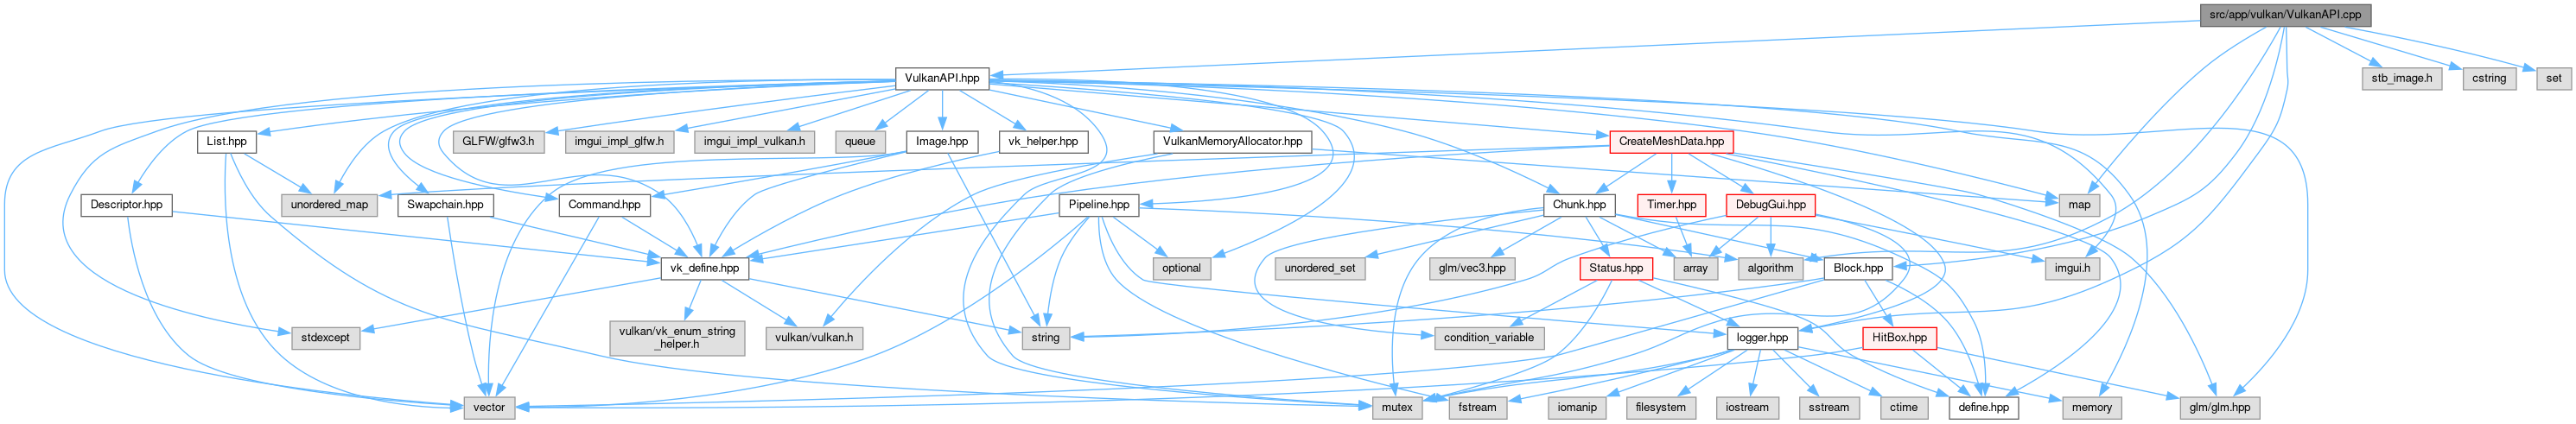 src/app/vulkan/VulkanAPI.cpp
VulkanAPI.hpp
stb_image.h
cstring
set
List.hpp
GLFW/glfw3.h
imgui_impl_glfw.h
imgui_impl_vulkan.h
queue
Image.hpp
vk_helper.hpp
VulkanMemoryAllocator.hpp
CreateMeshData.hpp
Descriptor.hpp
unordered_map
Swapchain.hpp
Command.hpp
Pipeline.hpp
Chunk.hpp
Timer.hpp
DebugGui.hpp
map
vk_define.hpp
optional
unordered_set
glm/vec3.hpp
Status.hpp
array
algorithm
Block.hpp
imgui.h
stdexcept
vulkan/vk_enum_string
_helper.h
vulkan/vulkan.h
string
condition_variable
logger.hpp
HitBox.hpp
vector
mutex
fstream
iomanip
filesystem
iostream
sstream
ctime
define.hpp
memory
glm/glm.hpp